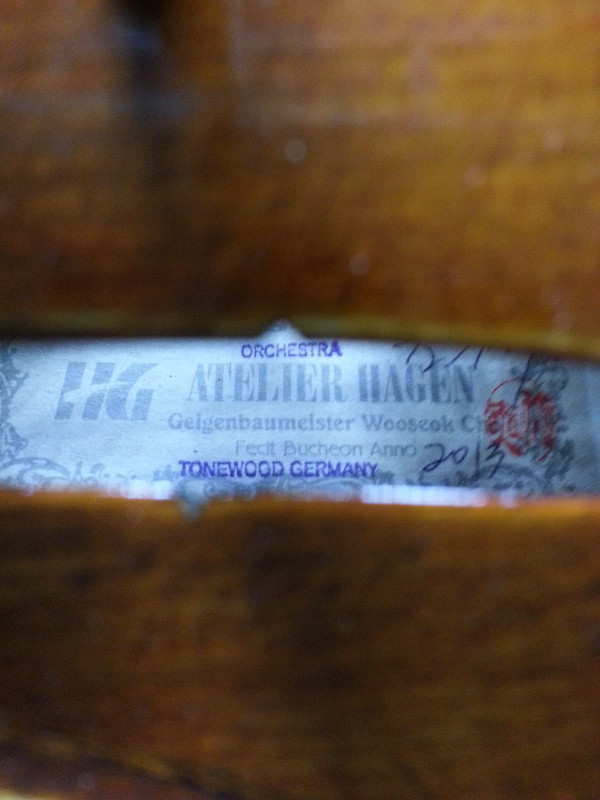 ORCHESTRA
HG ATELIER HAGEN
Geigenbaumeister Wooseok
Fecit Bucheon Anno 2013
TONEWOOD GERMANY